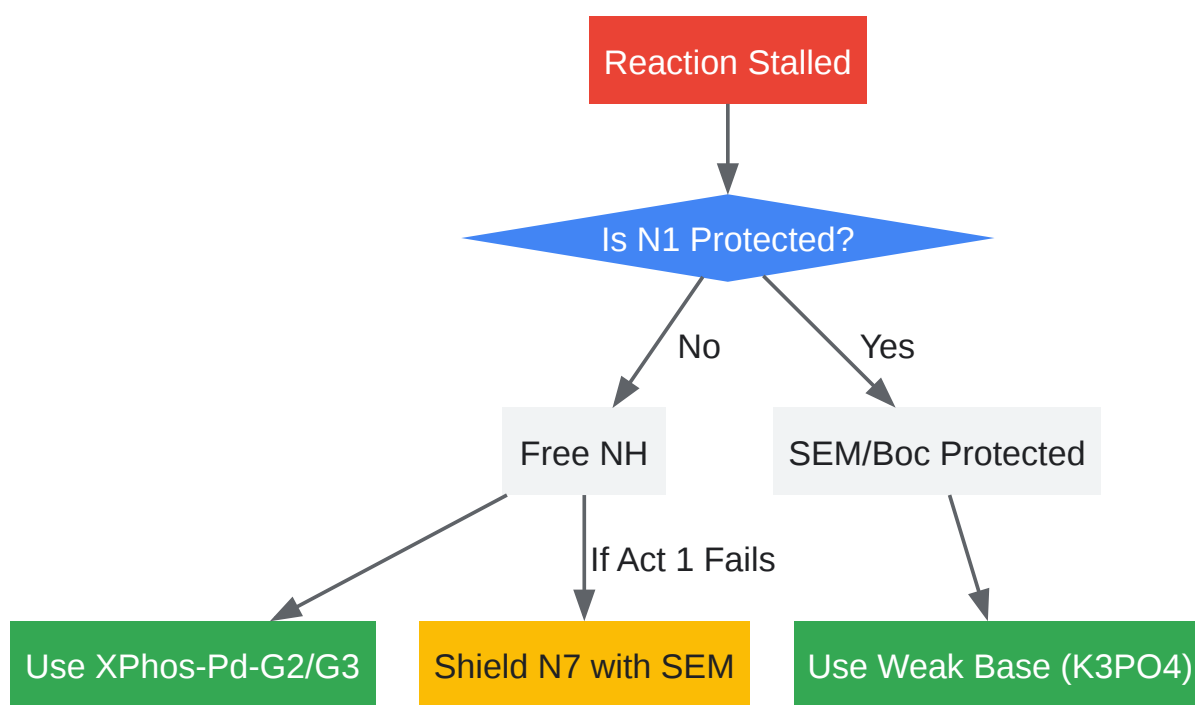 Reaction Stalled
Is N1 Protected?
No
Yes
Free NH
SEM/Boc Protected
If Act 1 Fails
Use XPhos-Pd-G2/G3
Shield N7 with SEM
Use Weak Base (K3PO4)